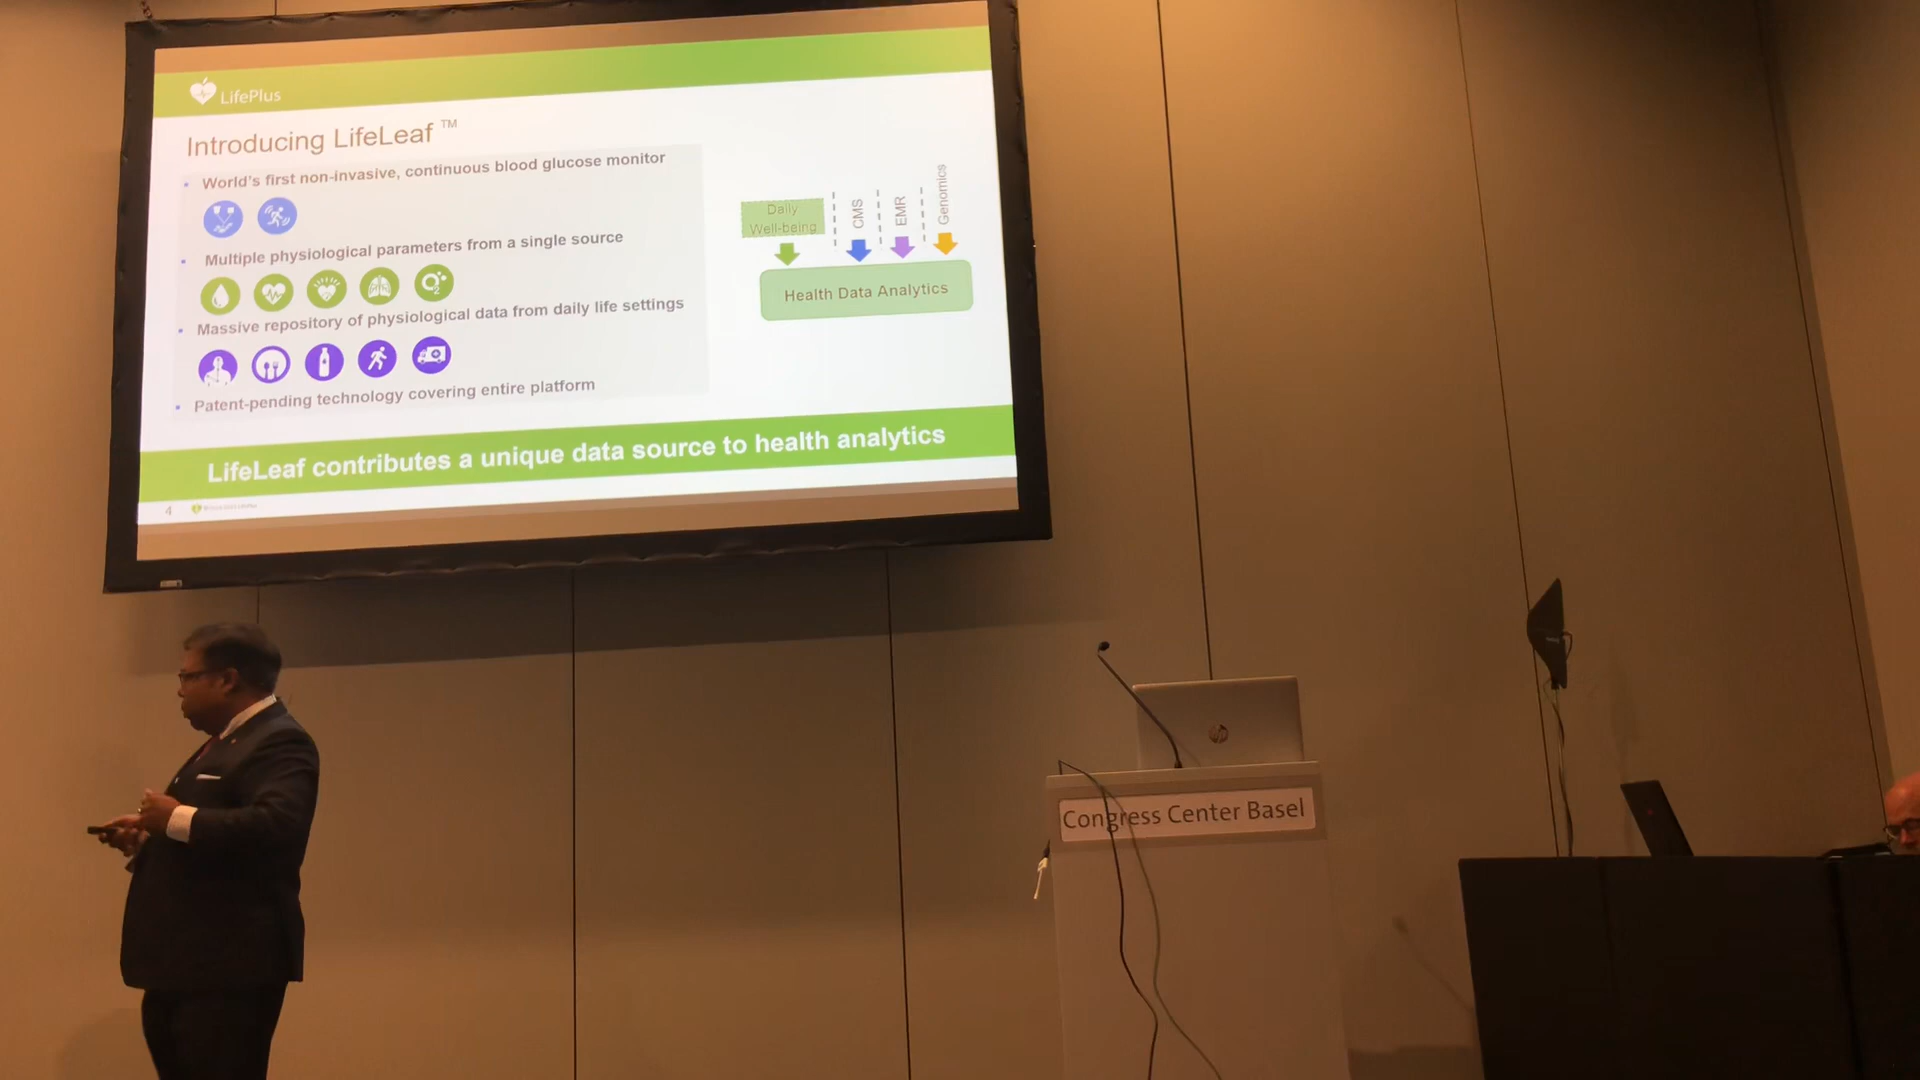 LifePlus
Introducing LifeLeaf ™
• World's first non-invasive, continuous blood glucose monitor
• Multiple physiological parameters from a single source
O2
• Massive repository of physiological data from daily life settings
• Patent-pending technology covering entire platform
Daily
Well-being
CMS
EMR
Genomics
Health Data Analytics
LifeLeaf contributes a unique data source to health analytics
4
hp
Congress Center Basel